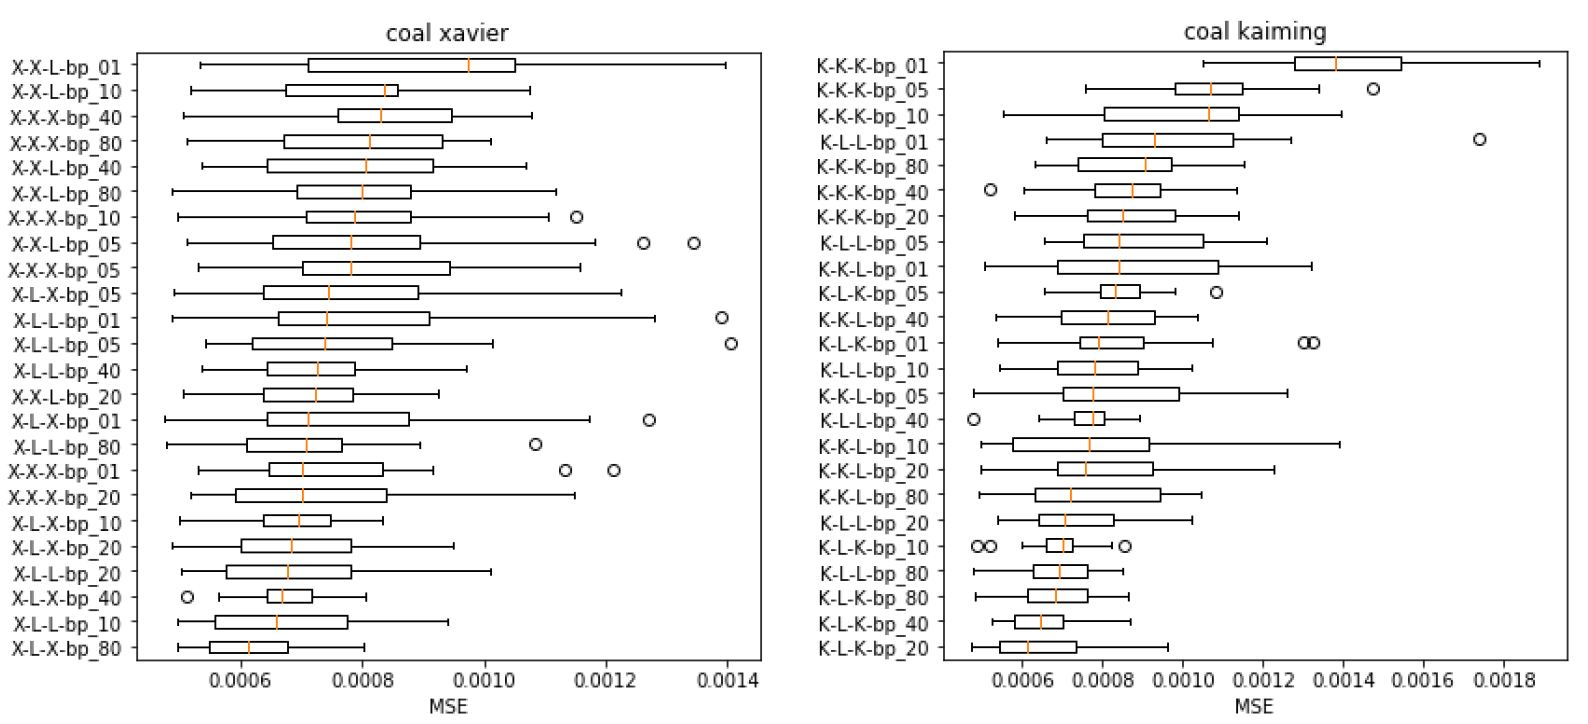 coal xavier
X-X-L-bp_01
X-X-L-bp_10
X-X-X-bp_40
X-X-X-bp_80
X-X-L-bp_40
X-X-L-bp_80
X-X-X-bp_10
X-X-L-bp_05
X-X-X-bp_05
X-L-X-bp_05
X-L-L-bp_01
X-L-L-bp_05
X-L-L-bp_40
X-X-L-bp_20
X-L-X-bp_01
X-L-L-bp_80
X-X-X-bp_01
X-X-X-bp_20
X-L-X-bp_10
X-L-X-bp_20
X-L-L-bp_20
X-L-X-bp_40
X-L-L-bp_10
X-L-X-bp_80
0.0006 0.0008 0.0010 0.0012 0.0014
MSE
coal kaiming
K-K-K-bp_01
K-K-K-bp_05
K-K-K-bp_10
K-L-L-bp_01
K-K-K-bp_80
K-K-K-bp_40
K-K-K-bp_20
K-L-L-bp_05
K-K-L-bp_01
K-L-K-bp_05
K-K-L-bp_40
K-L-K-bp_01
K-L-L-bp_10
K-K-L-bp_05
K-L-L-bp_40
K-K-L-bp_10
K-K-L-bp_20
K-K-L-bp_80
K-L-L-bp_20
K-L-K-bp_10
K-L-L-bp_80
K-L-K-bp_80
K-L-K-bp_40
K-L-K-bp_20
0.0006 0.0008 0.0010 0.0012 0.0014 0.0016 0.0018
MSE